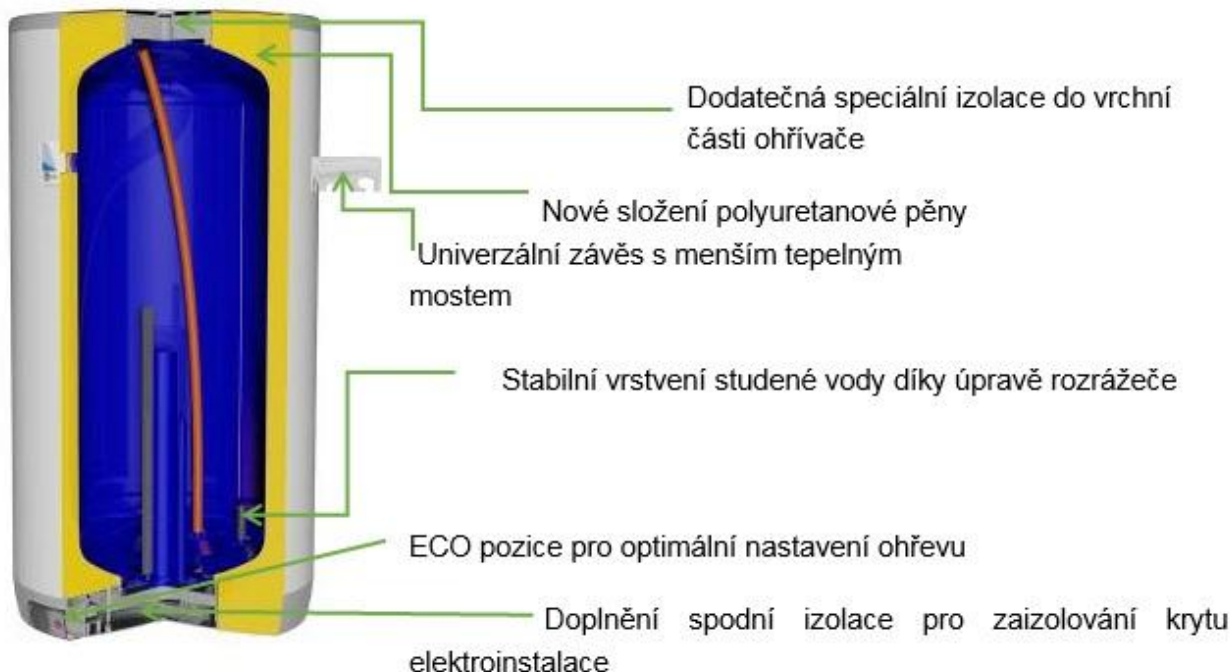 Dodatečná speciální izolace do vrchní
části ohřívače
Nové složení polyuretanové pěny
Univerzální závěs s menším tepelným
mostem
Stabilní vrstvení studené vody díky úpravě rozrážeče
ECO pozice pro optimální nastavení ohřevu
Doplnění spodní izolace pro zaizolování krytu
elektroinstalace